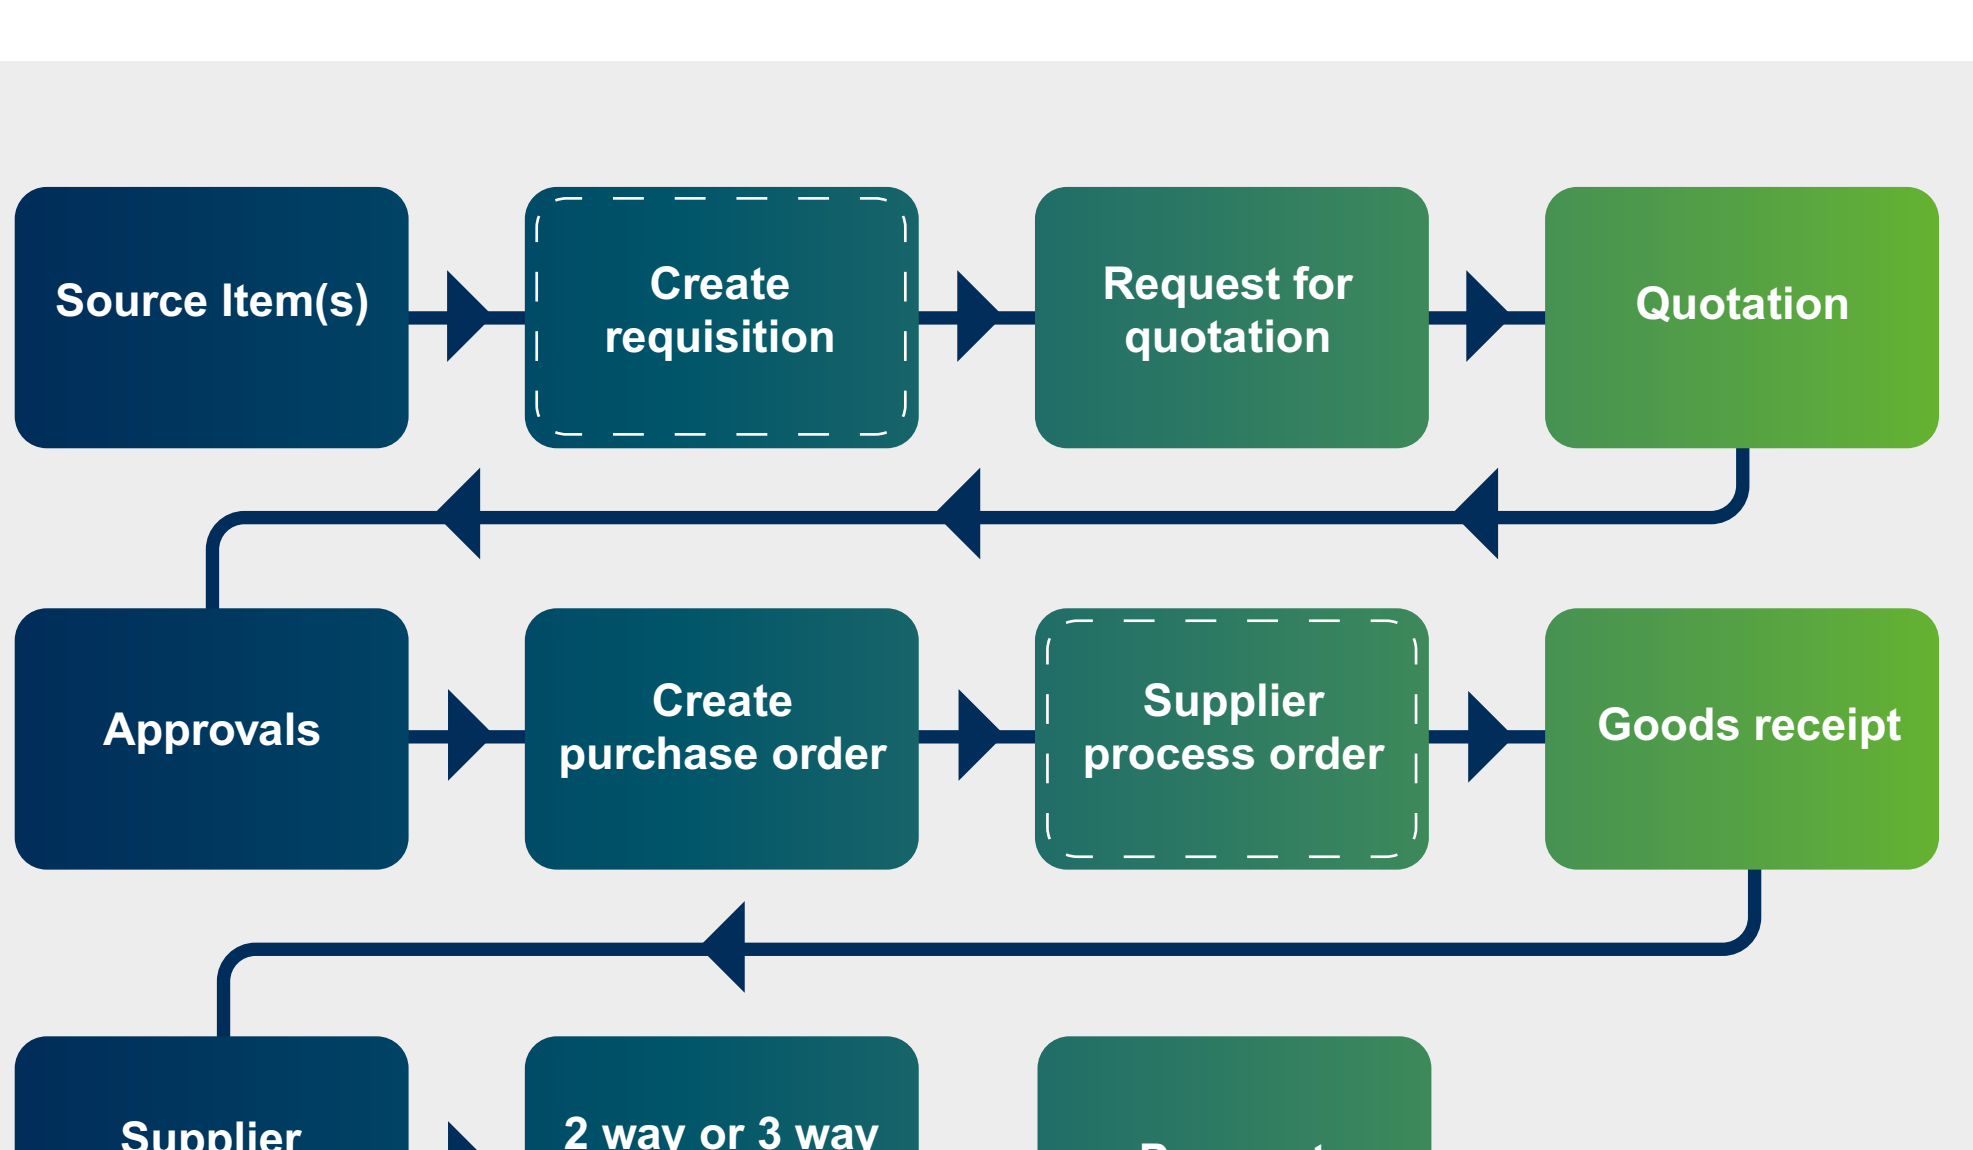 Source Item(s)
Create
requisition
Request for
quotation
Quotation
Approvals
Create
purchase order
Supplier
process order
Goods receipt
Supplier
2 way or 3 way